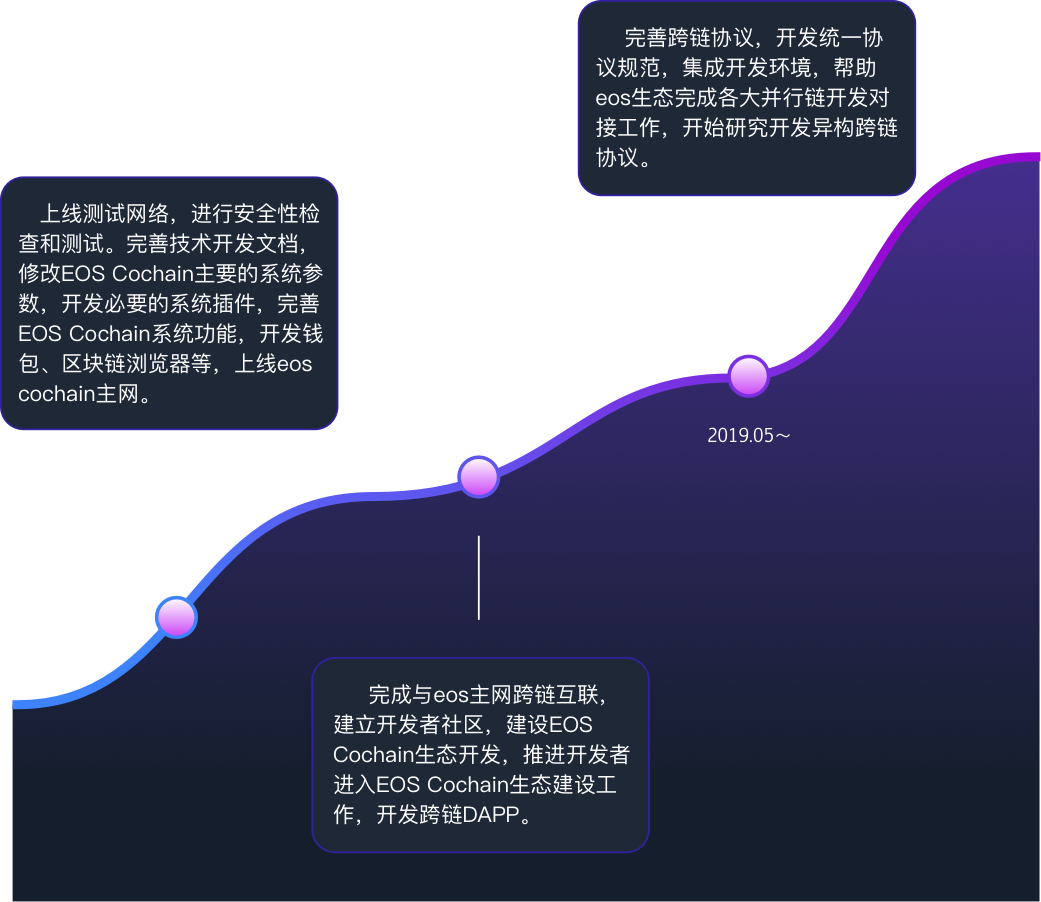 完善跨链协议，开发统一协
议规范，集成开发环境，帮助
eos生态完成各大并行链开发对
接工作，开始研究开发异构跨链
协议。
上线测试网络，进行安全性检
查和测试。完善技术开发文档，
修改EOS Cochain主要的系统参
数，开发必要的系统插件，完善
EOS Cochain系统功能，开发钱
包、区块链浏览器等，上线eos
cochain主网。
2019.05～
完成与eos主网跨链互联，
建立开发者社区，建设EOS
Cochain生态开发，推进开发者
进入EOS Cochain生态建设工
作，开发跨链DAPP。